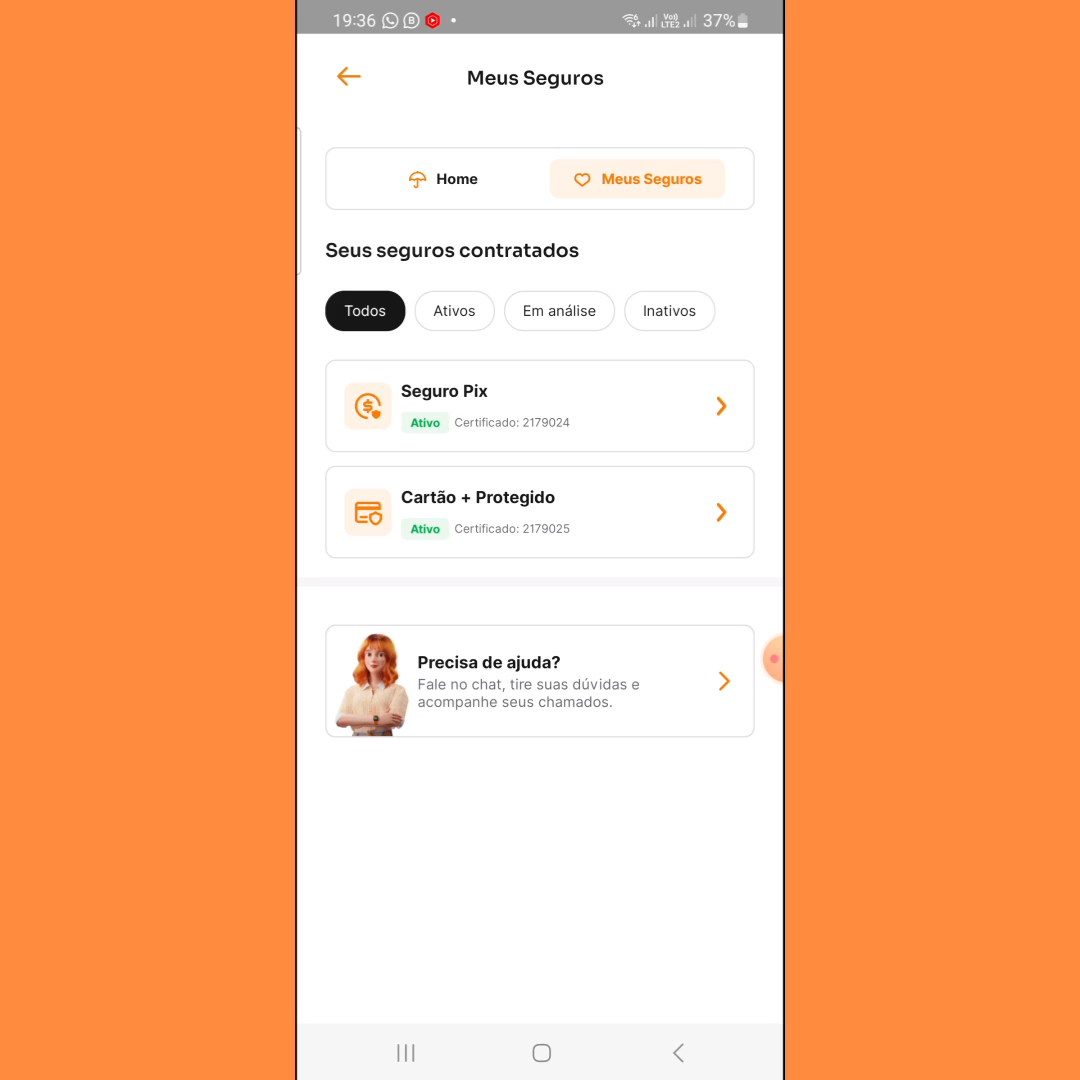 19:36 37%
Meus Seguros
Home Meus Seguros
Seus seguros contratados
Todos Ativos Em análise Inativos
Seguro Pix
Ativo Certificado: 2179024
Cartão + Protegido
Ativo Certificado: 2179025
Precisa de ajuda?
Fale no chat, tire suas dúvidas e
acompanhe seus chamados.